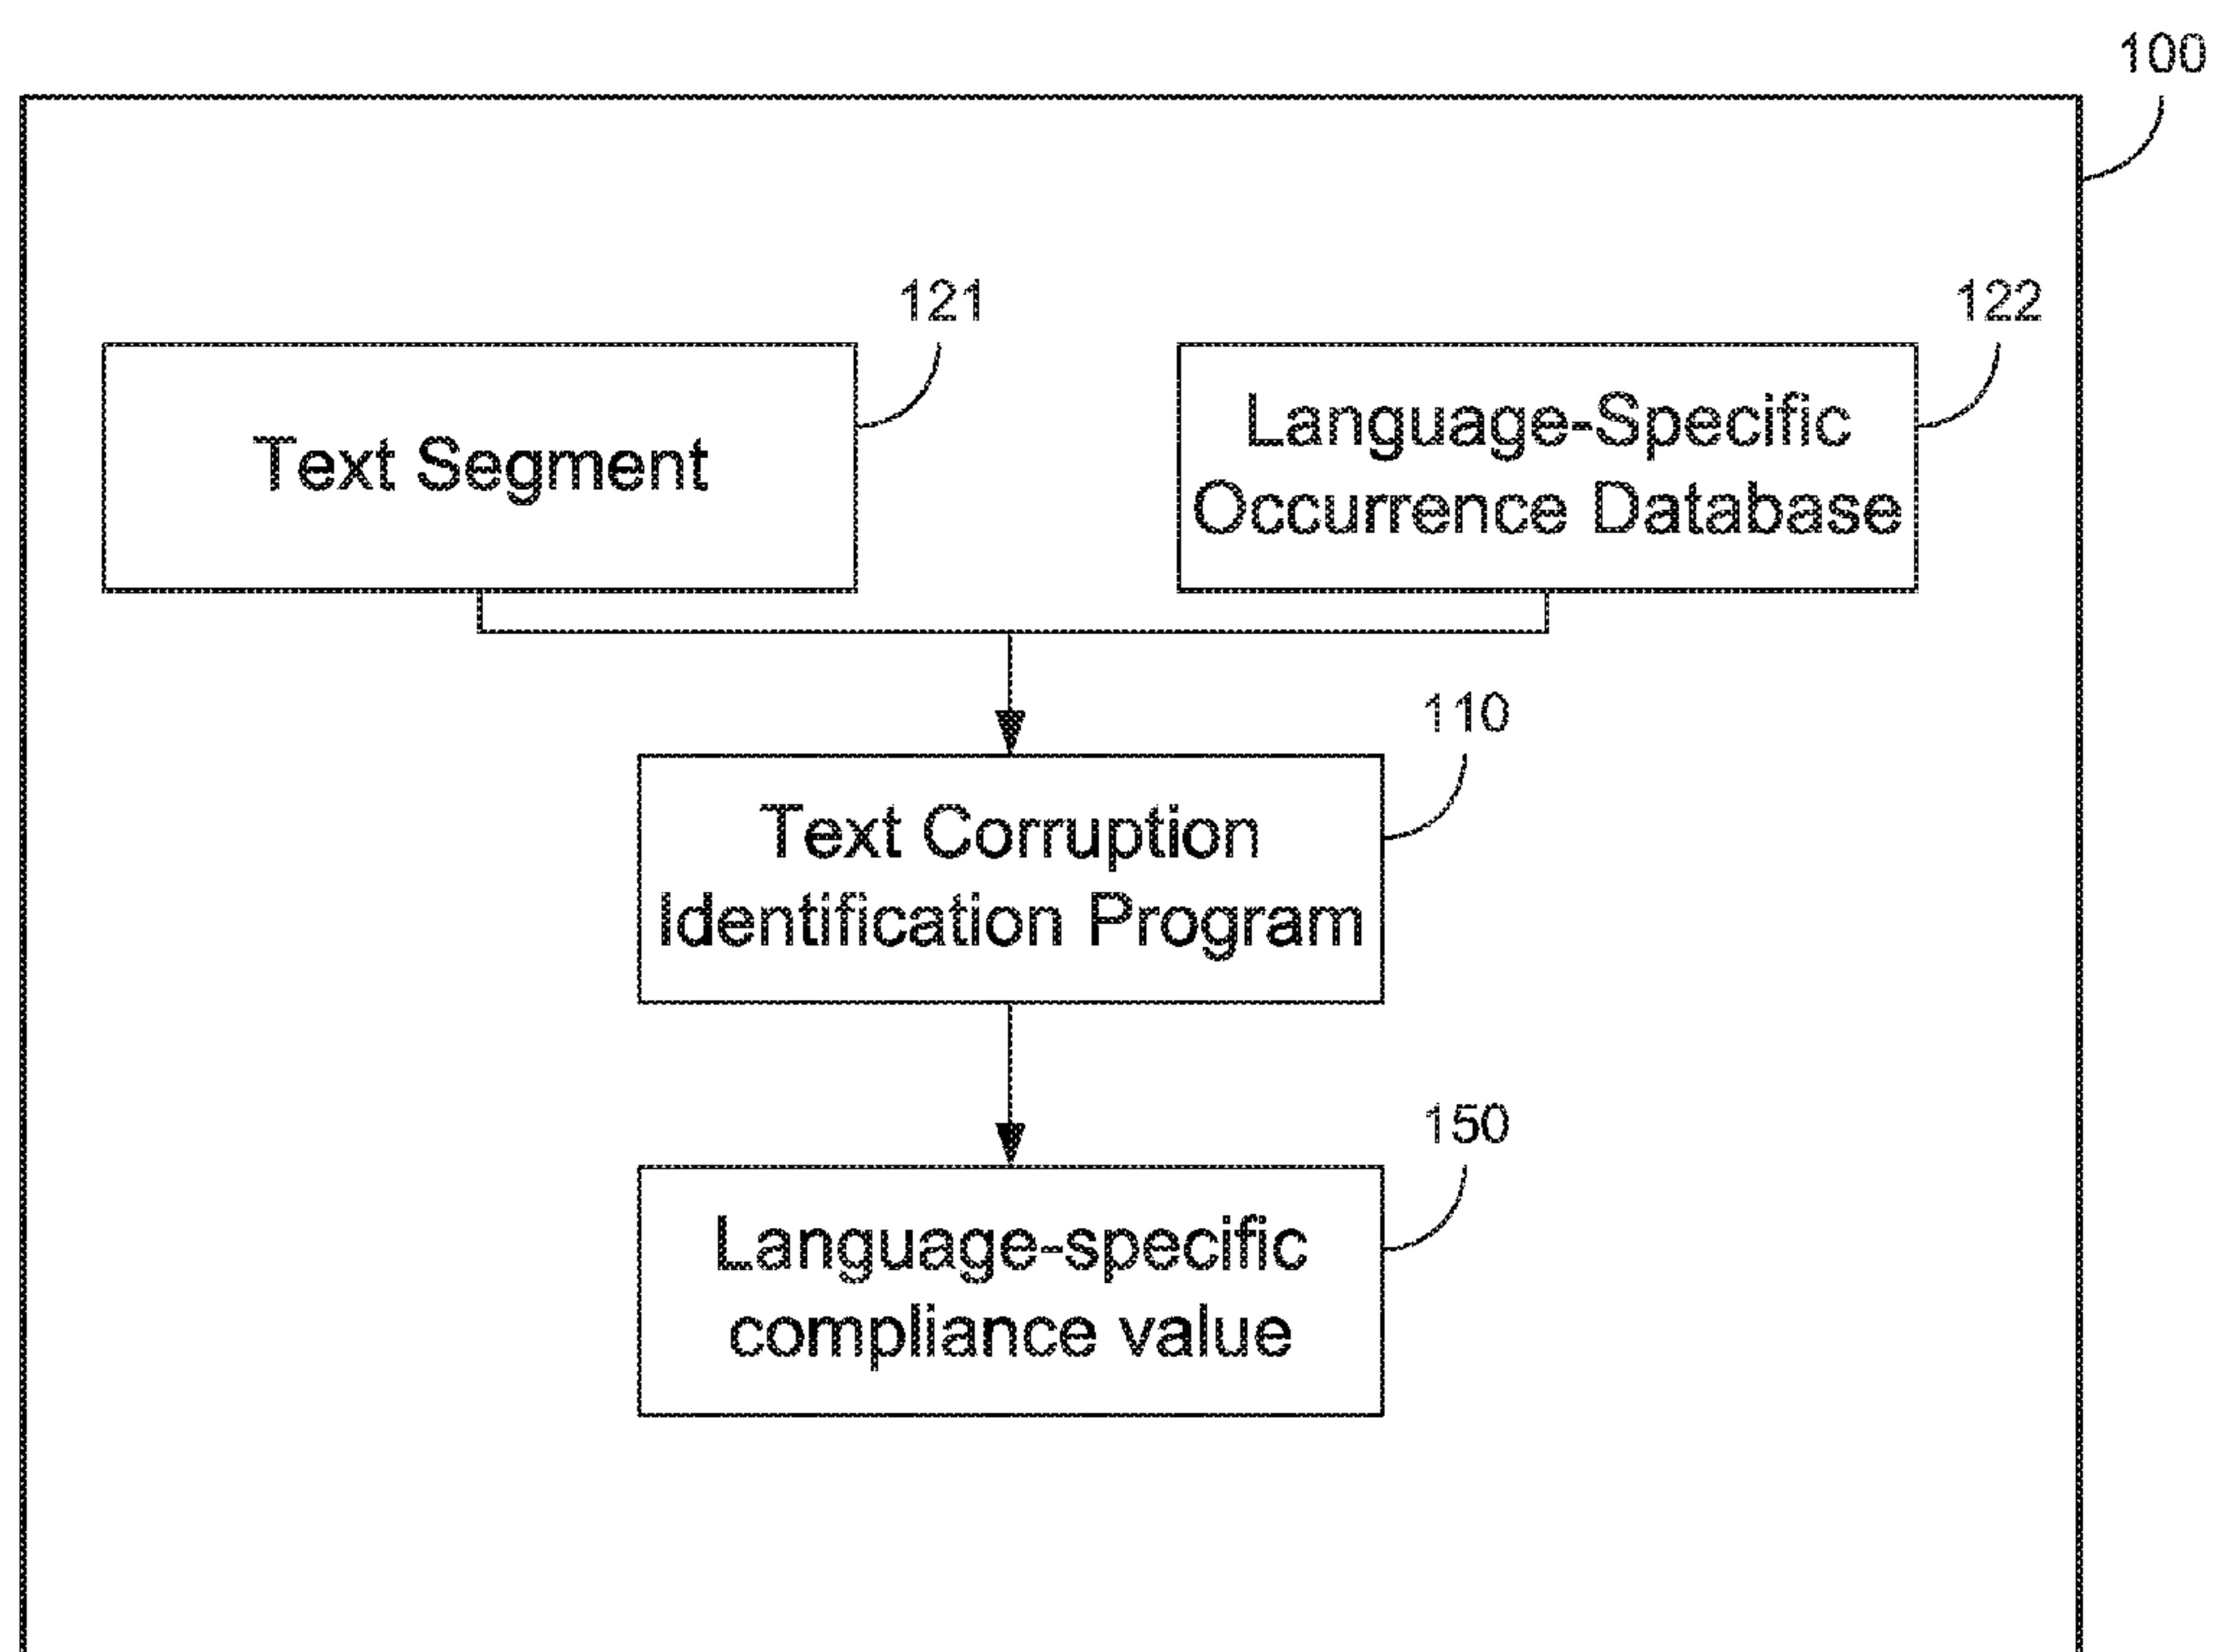 100
121
122
Text Segment
Language-Specific
Occurrence Database
110
Text Corruption
Identification Program
150
Language-specific
compliance value